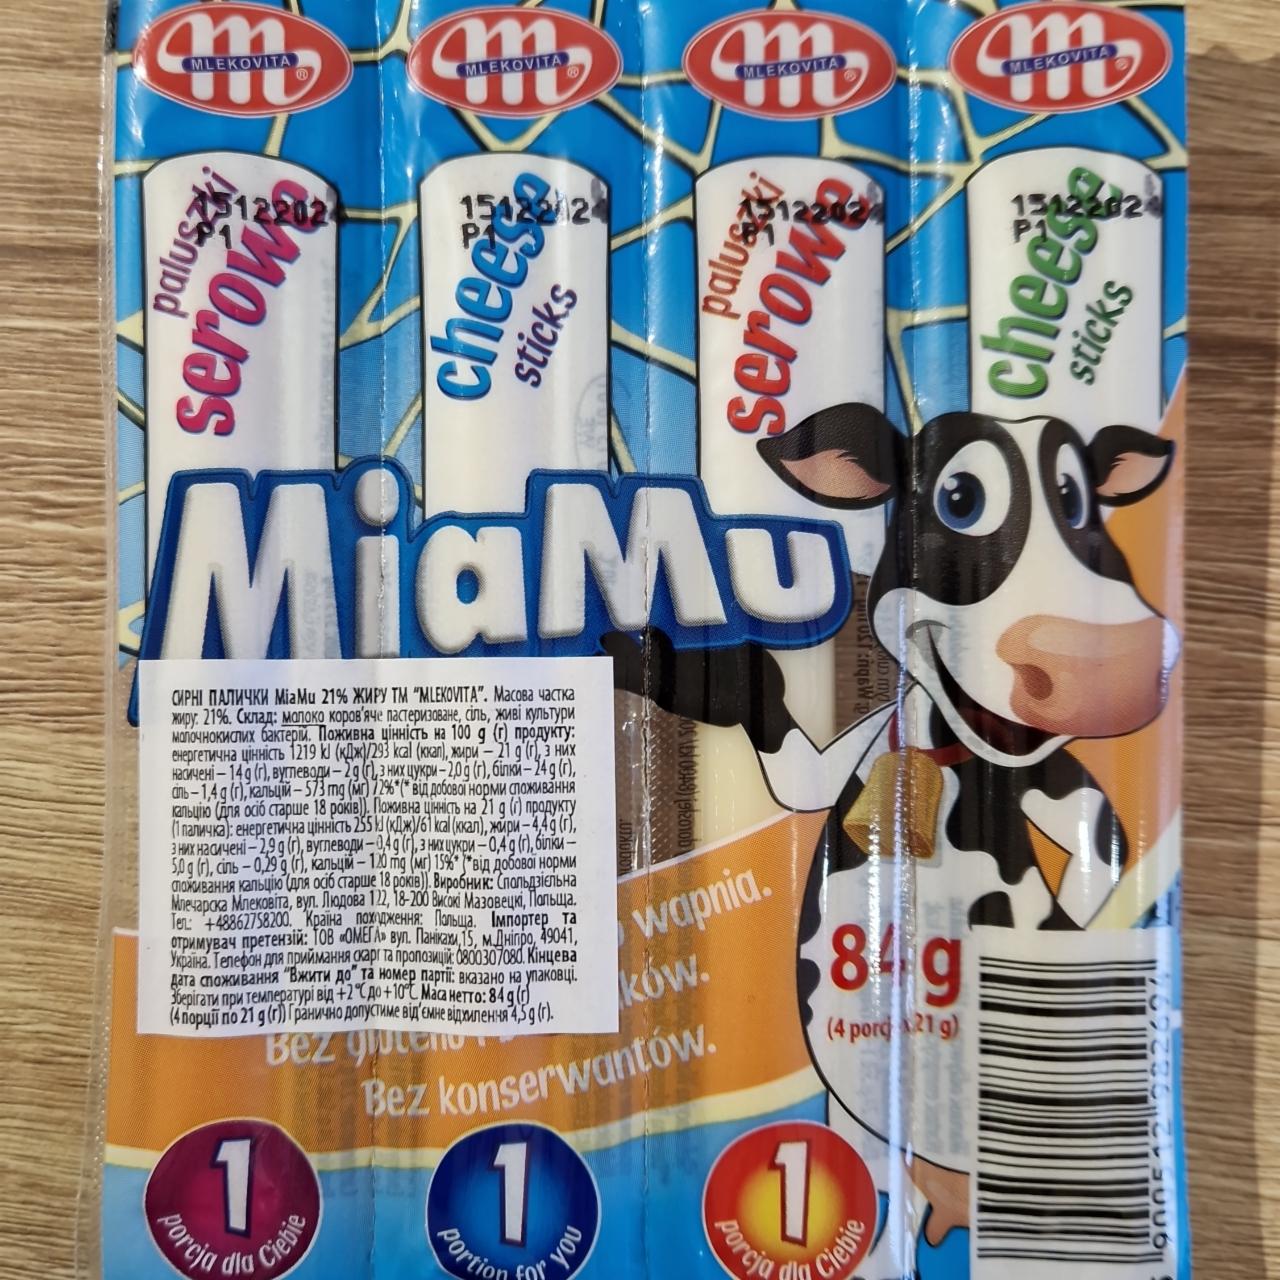 MLEKOVITA ® MLEKOVITA ® MLEKOVITA ® MLEKOVITA ®
paluszki serowe
15122024
P1
cheese sticks
15122024
P1
paluszki serowe
15122024
P1
cheese sticks
15122024
P1
MiaMu
СИРНІ ПАЛИЧКИ MiaMu 21% ЖИРУ ТМ "MLEKOVITA". Масова частка
жиру: 21%. Склад: молоко коров'яче пастеризоване, сіль, живі культури
молочнокислих бактерій. Поживна цінність на 100 g (г) продукту:
енергетична цінність 1219 kJ (кДж)/293 kcal (ккал), жири – 21 g (г), з них
насичені – 14 g (г), вуглеводи – 2 g (г), з них цукри – 2,0 g (г), білки – 24 g (г),
сіль – 1,4 g (г), кальцій – 573 mg (мг) 72%*(* від добової норми споживання
кальцію (для осіб старше 18 років)). Поживна цінність на 21 g (г) продукту
(1 паличка): енергетична цінність 255 kJ (кДж)/61 kcal (ккал), жири – 4,4 g (г),
з них насичені – 2,9 g (г), вуглеводи – 0,4 g (г), з них цукри – 0,4 g (г), білки –
5,0 g (г), сіль – 0,29 g (г), кальцій – 120 mg (мг) 15%* (*від добової норми
споживання кальцію (для осіб старше 18 років)). Виробник: Спольдзєльна
Млечарска Млековіта, вул. Людова 122, 18-200 Високі Мазовецкі, Польща.
Тел.: +48862758200. Країна походження: Польща. Імпортер та
отримувач претензій: ТОВ «ОМЕГА» вул. Панікахи,15, м.Дніпро, 49041,
Україна. Телефон для приймання скарг та пропозицій: 0800307080. Кінцева
дата споживання "Вжити до" та номер партії: вказано на упаковці.
Зберігати при температурі від +2°С до +10°С. Маса нетто: 84 g (г)
(4 порції по 21 g (г)) Гранично допустиме від'ємне відхилення 4,5 g (г).
wapnia.
ków.
Bez
Bez konserwantów.
84 g
(4 porcje x 21 g)
1 porcja dla Ciebie
1 portion for you
1 porcja dla Ciebie